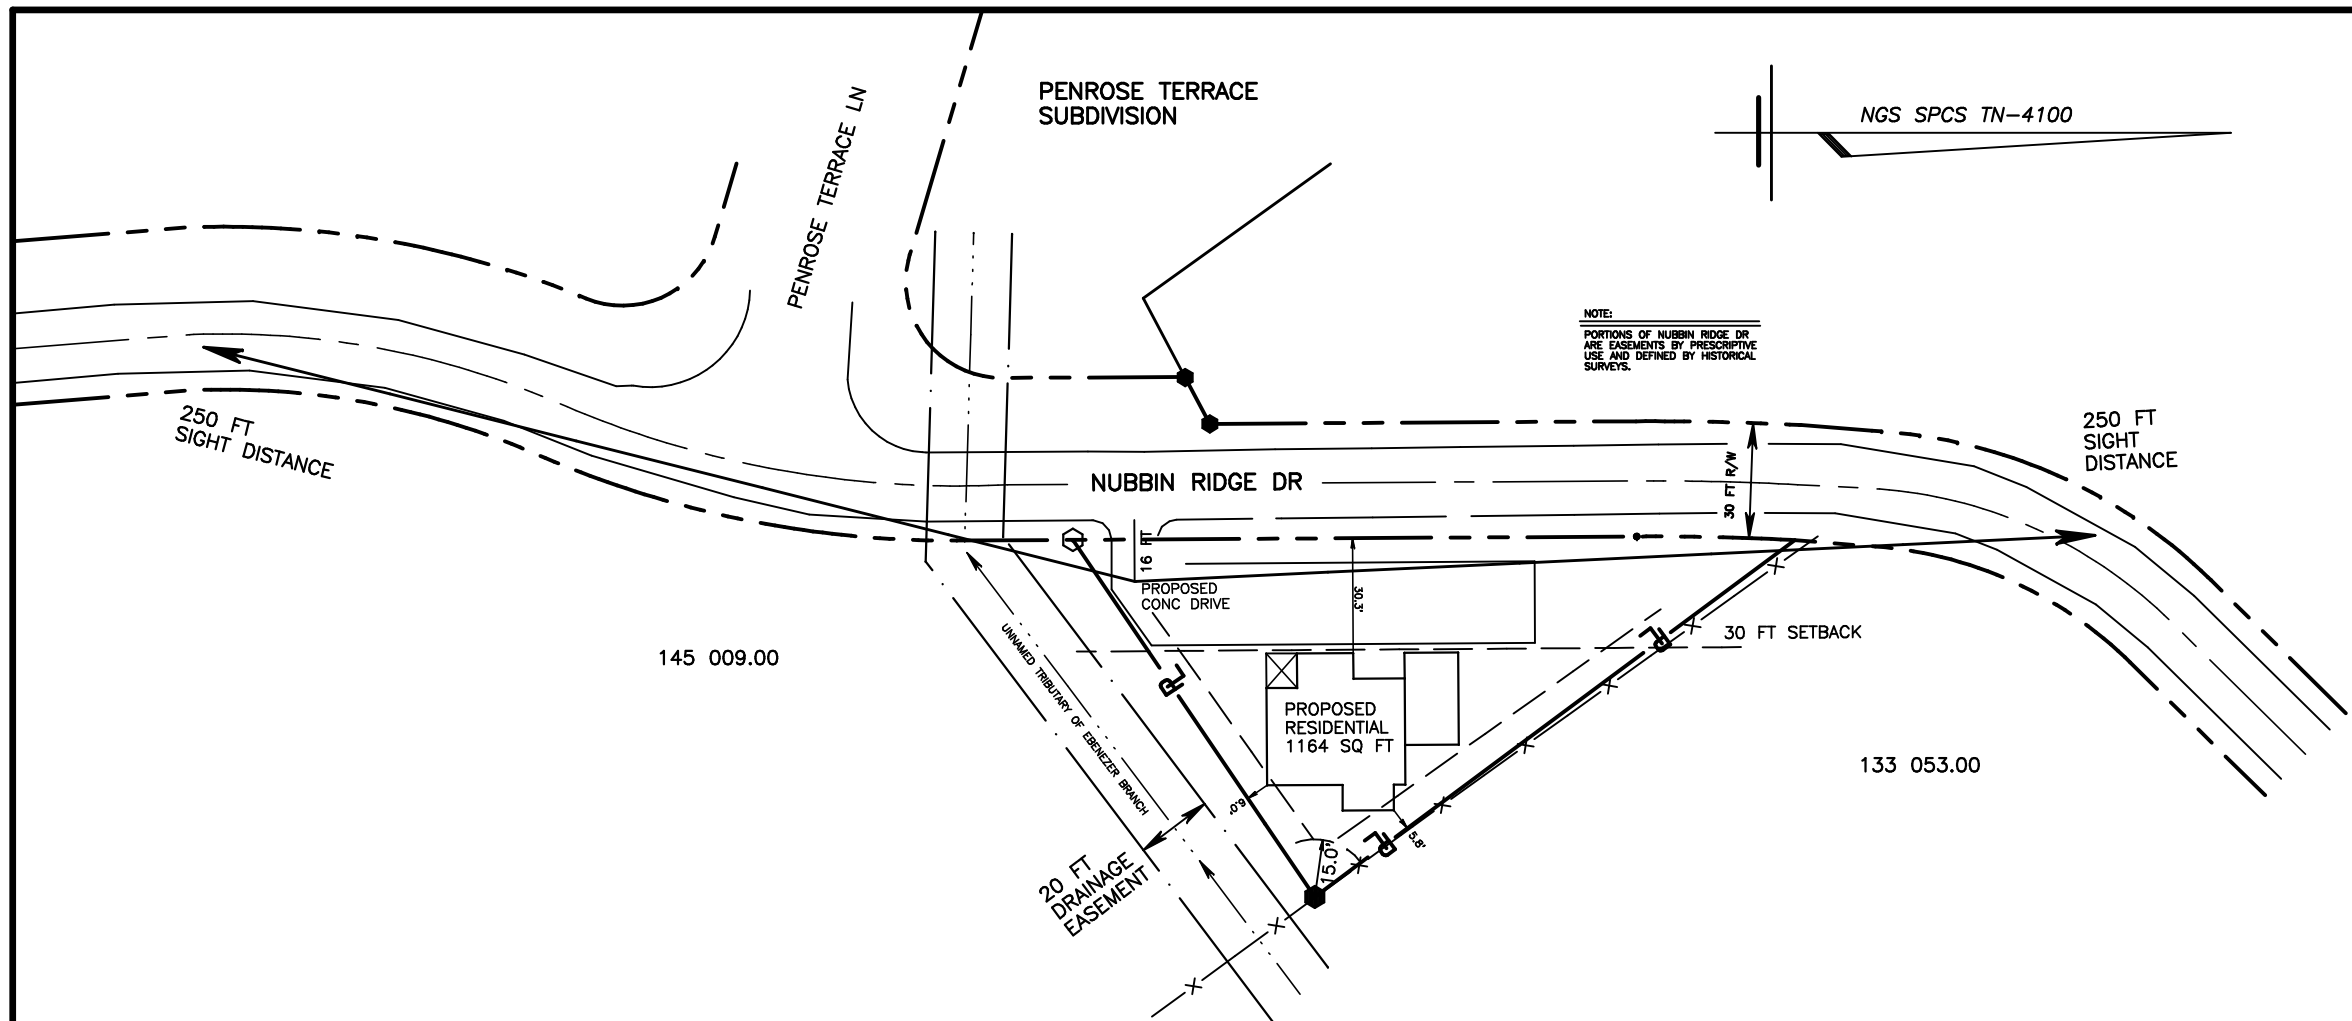 PENROSE TERRACE
SUBDIVISION
PENROSE TERRACE LN
NGS SPCS TN-4100
NOTE:
PORTIONS OF NUBBIN RIDGE DR
ARE EASEMENTS BY PRESCRIPTIVE
USE AND DEFINED BY HISTORICAL
SURVEYS.
250 FT
SIGHT DISTANCE
250 FT
SIGHT
DISTANCE
NUBBIN RIDGE DR
30 FT R/W
16 FT
PROPOSED
CONC DRIVE
30.3'
30 FT SETBACK
145 009.00
UNNAMED TRIBUTARY OF EBENEZER BRANCH
PL
PL
PROPOSED
RESIDENTIAL
1164 SQ FT
133 053.00
6.0'
5.8'
PL
15.0'
20 FT
DRAINAGE
EASEMENT